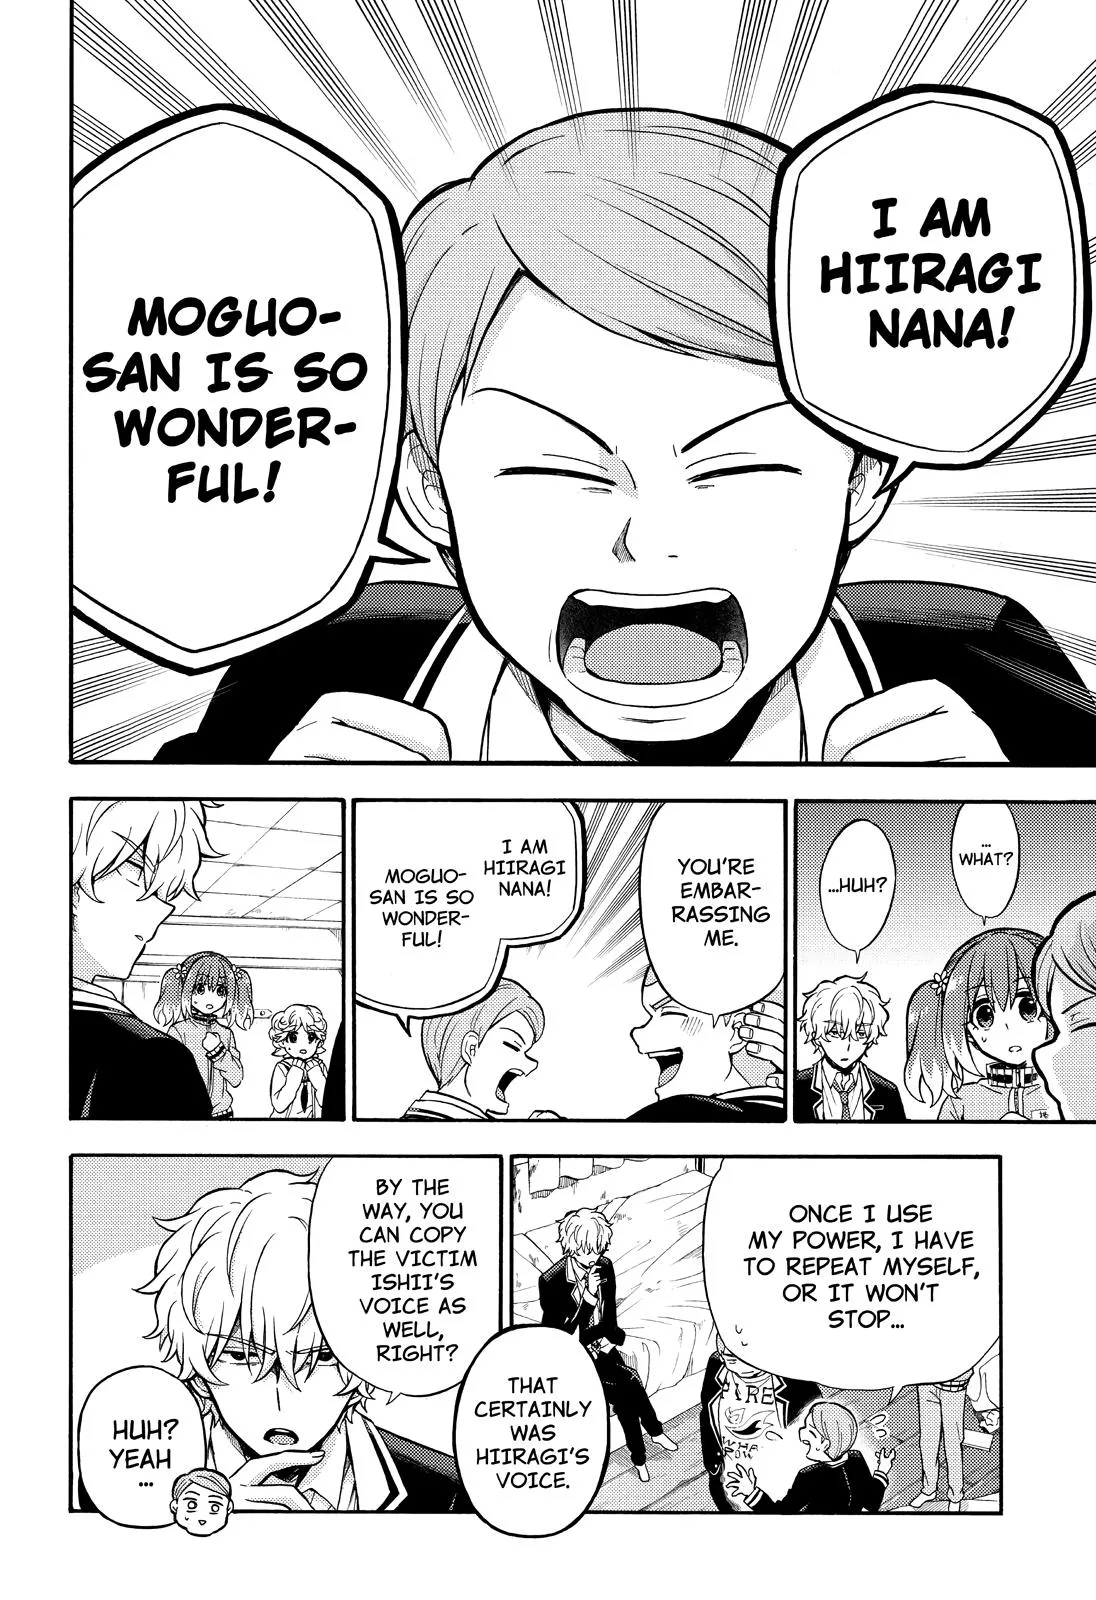 I AM
HIIRAGI
NANA!
MOGUO-
SAN IS SO
WONDER-
FUL!
...
WHAT?
...HUH?
YOU'RE
EMBAR-
RASSING
ME.
I AM
HIIRAGI
NANA!
MOGUO-
SAN IS SO
WONDER-
FUL!
ONCE I USE
MY POWER, I HAVE
TO REPEAT MYSELF,
OR IT WON'T
STOP...
FIRE
THAT
CERTAINLY
WAS
HIIRAGI'S
VOICE.
BY THE
WAY, YOU
CAN COPY
THE VICTIM
ISHII'S
VOICE AS
WELL,
RIGHT?
HUH?
YEAH
...